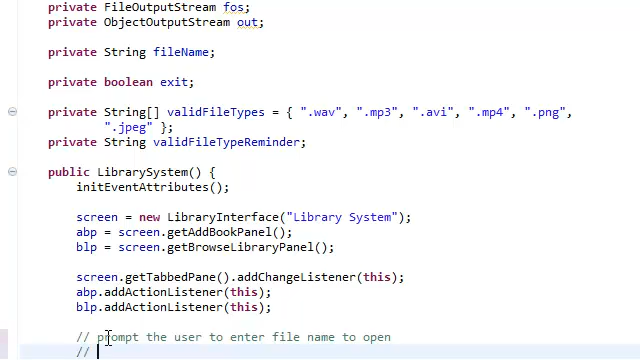 private FileOutputStream fos;
private ObjectOutputStream out;
private String fileName;
private boolean exit;
private String[] validFileTypes = { ".wav", ".mp3", ".avi", ".mp4", ".png",
".jpeg" };
private String validFileTypeReminder;
public LibrarySystem() {
initEventAttributes();
screen = new LibraryInterface("Library System");
abp = screen.getAddBookPanel();
blp = screen.getBrowseLibraryPanel();
screen.getTabbedPane().addChangeListener(this);
abp.addActionListener(this);
blp.addActionListener(this);
// prompt the user to enter file name to open
//